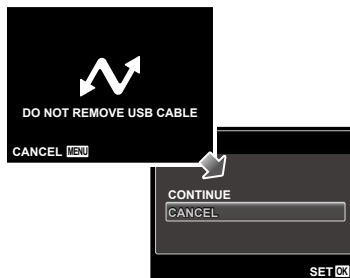 DO NOT REMOVE USB CABLE
CANCEL MENU
CONTINUE
CANCEL
SET OK